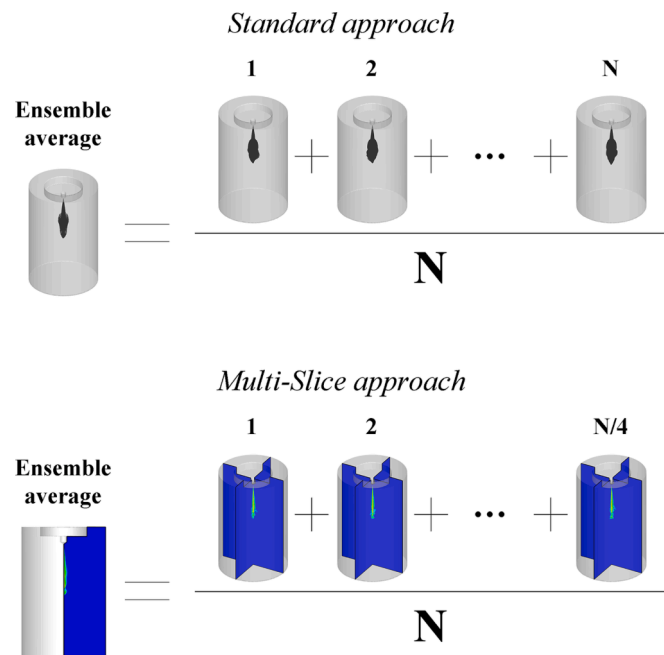 Standard approach
1 2 N
Ensemble
average
+ + ... +
=
N
Multi-Slice approach
1 2 N/4
Ensemble
average
+ + ... +
=
N